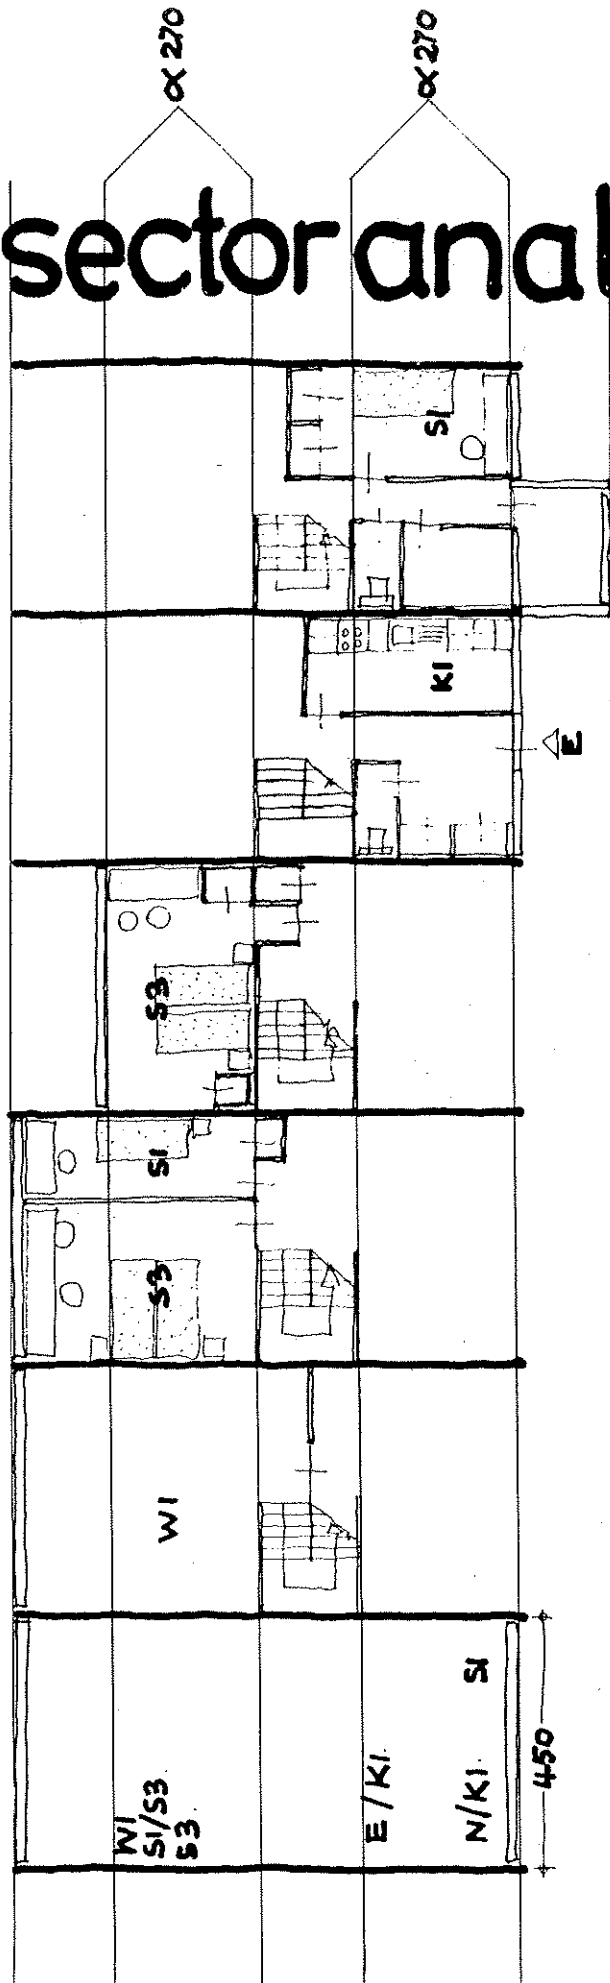 α 270
α 270
sector anal
S1
K1
E
S3
S1
S3
W1
W1
S1/S3.
S3.
E/K1.
N/K1.
S1
450